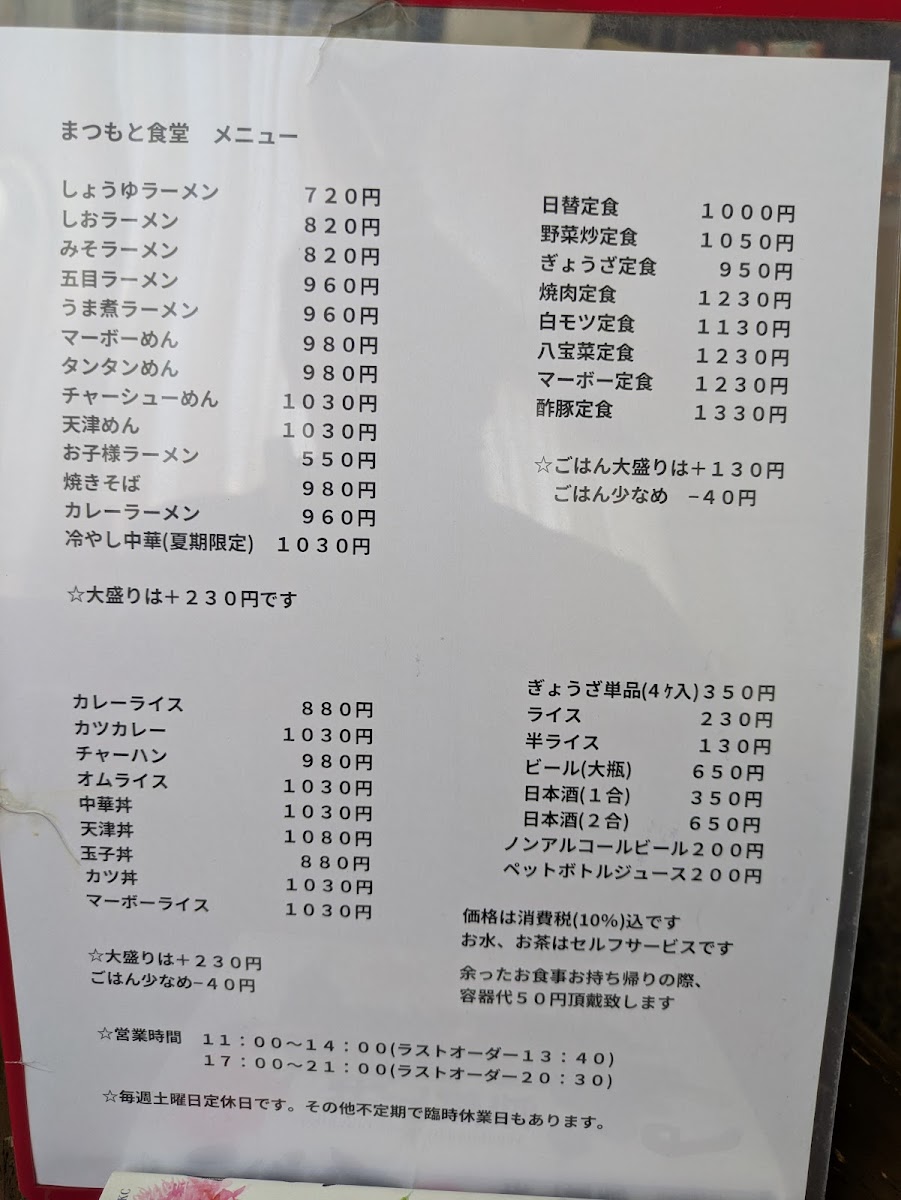 まつもと食堂　メニュー
しょうゆラーメン　７２０円
しおラーメン　８２０円
みそラーメン　８２０円
五目ラーメン　９６０円
うま煮ラーメン　９６０円
マーボーめん　９８０円
タンタンめん　９８０円
チャーシューめん　１０３０円
天津めん　１０３０円
お子様ラーメン　５５０円
焼きそば　９８０円
カレーラーメン　９６０円
冷やし中華(夏期限定)　１０３０円
☆大盛りは＋２３０円です
日替定食　１０００円
野菜炒定食　１０５０円
ぎょうざ定食　９５０円
焼肉定食　１２３０円
白モツ定食　１１３０円
八宝菜定食　１２３０円
マーボー定食　１２３０円
酢豚定食　１３３０円
☆ごはん大盛りは＋１３０円
ごはん少なめ　−４０円
カレーライス　８８０円
カツカレー　１０３０円
チャーハン　９８０円
オムライス　１０３０円
中華丼　１０３０円
天津丼　１０８０円
玉子丼　８８０円
カツ丼　１０３０円
マーボーライス　１０３０円
☆大盛りは＋２３０円
ごはん少なめ−４０円
ぎょうざ単品(4ヶ入)３５０円
ライス　２３０円
半ライス　１３０円
ビール(大瓶)　６５０円
日本酒(１合)　３５０円
日本酒(２合)　６５０円
ノンアルコールビール２００円
ペットボトルジュース２００円
価格は消費税(10%)込です
お水、お茶はセルフサービスです
余ったお食事お持ち帰りの際、
容器代５０円頂戴致します
☆営業時間　１１：００〜１４：００(ラストオーダー１３：４０)
１７：００〜２１：００(ラストオーダー２０：３０)
☆毎週土曜日定休日です。その他不定期で臨時休業日もあります。